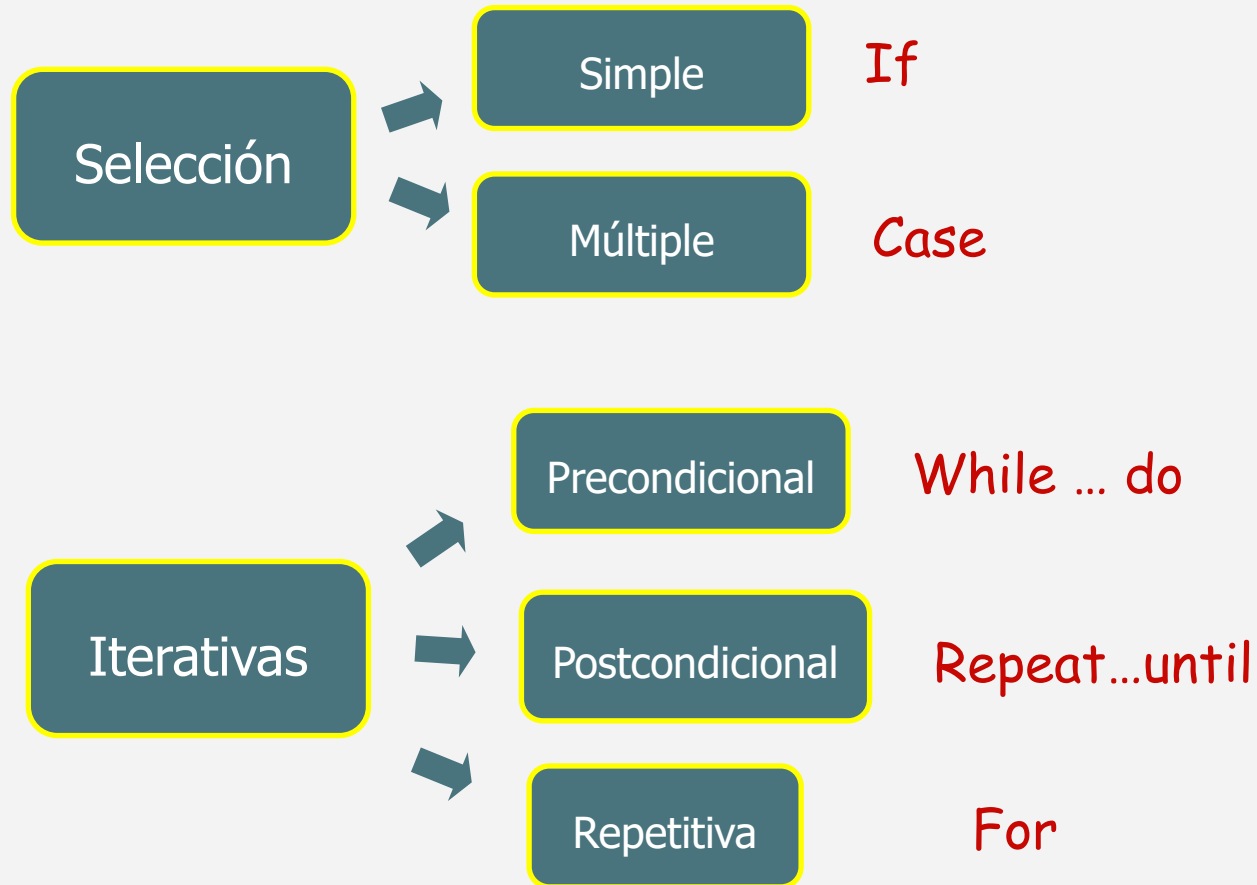 Simple
If
Selección
Múltiple
Case
Precondicional
While ... do
Iterativas
Postcondicional
Repeat...until
Repetitiva
For